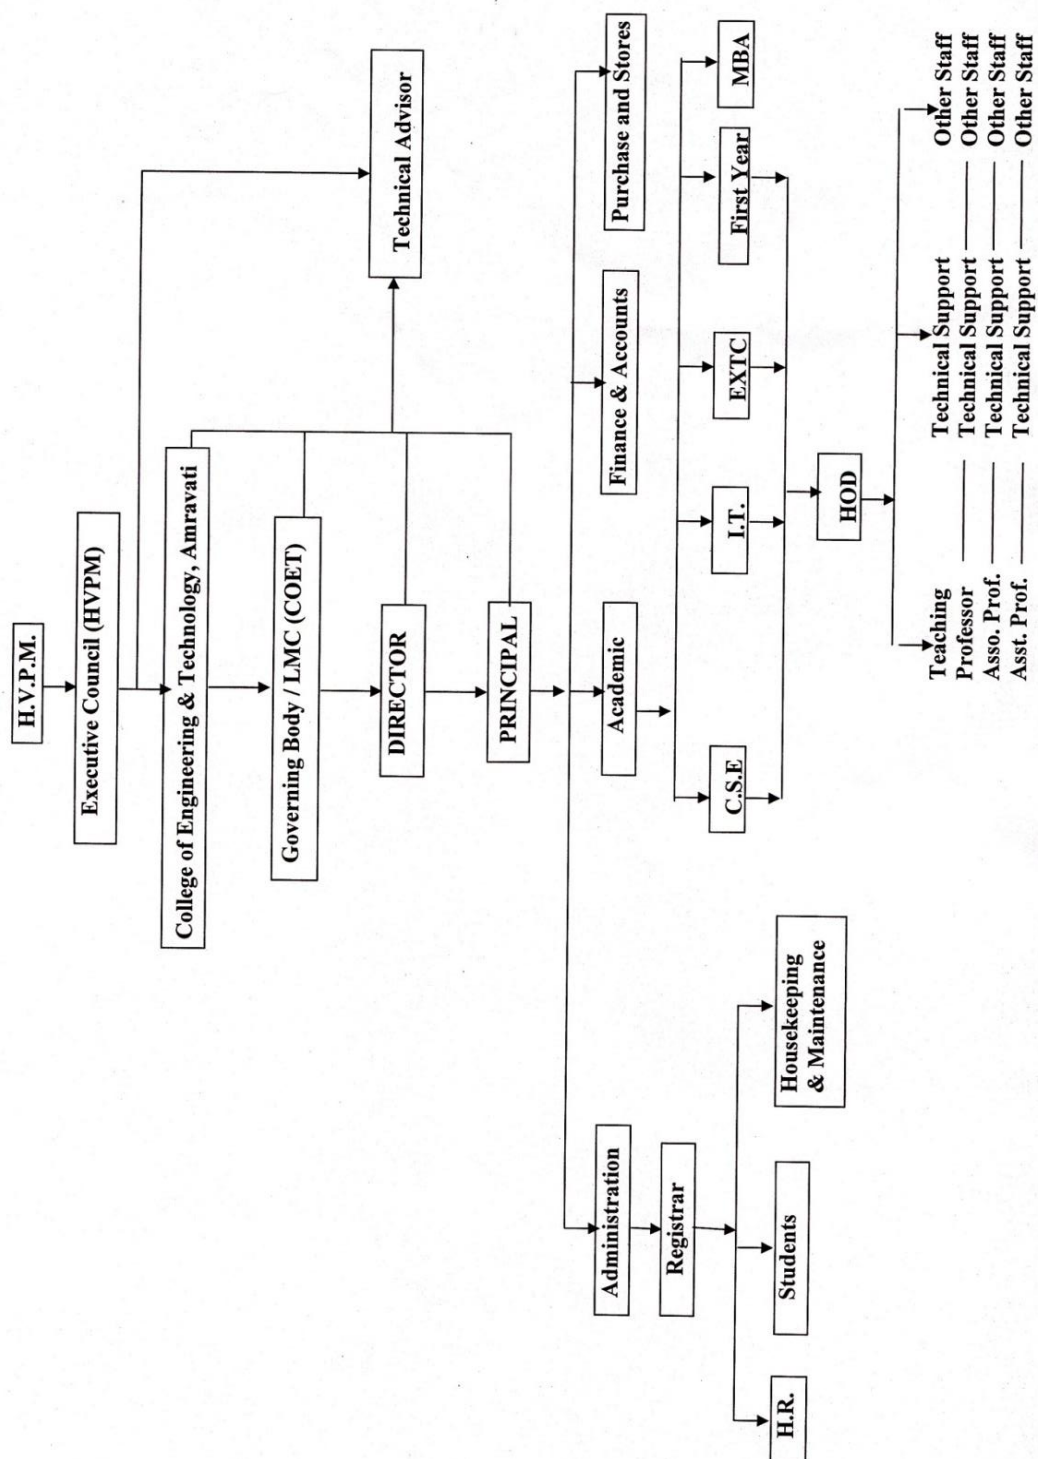 H.V.P.M.
Executive Council (HVPM)
College of Engineering & Technology, Amravati
Governing Body / LMC (COET)
Technical Advisor
DIRECTOR
PRINCIPAL
Administration
Academic
Finance & Accounts
Purchase and Stores
Registrar
C.S.E
I.T.
EXTC
First Year
MBA
H.R.
Students
Housekeeping
& Maintenance
HOD
Teaching Technical Support Other Staff
Professor Technical Support Other Staff
Asso. Prof. Technical Support Other Staff
Asst. Prof. Technical Support Other Staff